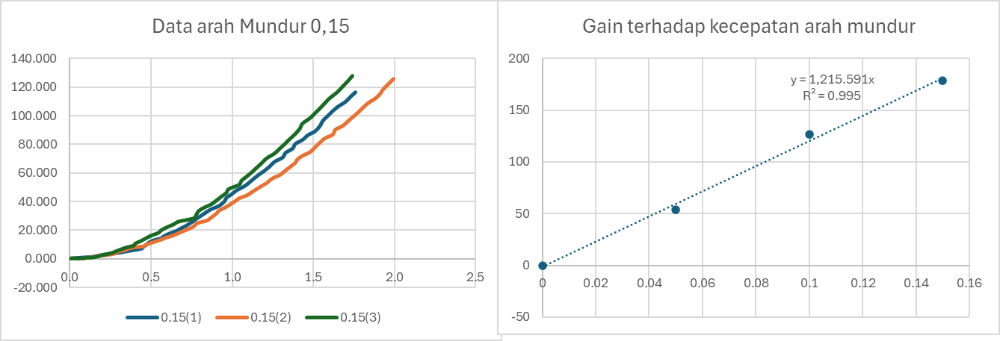 Data arah Mundur 0,15
140.000
120.000
100.000
80.000
60.000
40.000
20.000
0.000
-20.000
0.0 0.5 1.0 1.5 2.0 2.5
0.15(1) 0.15(2) 0.15(3)
Gain terhadap kecepatan arah mundur
200
150
100
50
0
-50
y = 1,215.591x
R² = 0.995
0 0.02 0.04 0.06 0.08 0.1 0.12 0.14 0.16